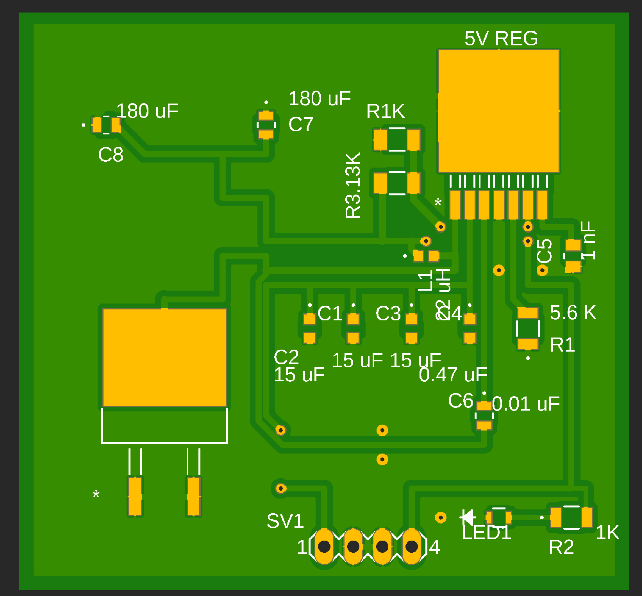 5V REG
180 uF
180 uF
C7
C8
R1K
R3.13K
*
C5
1 nF
L1
22 uH
C1
C3
C4
5.6 K
R1
C2
15 uF
15 uF
15 uF
0.47 uF
C6
0.01 uF
*
SV1
1
4
LED1
R2
1K